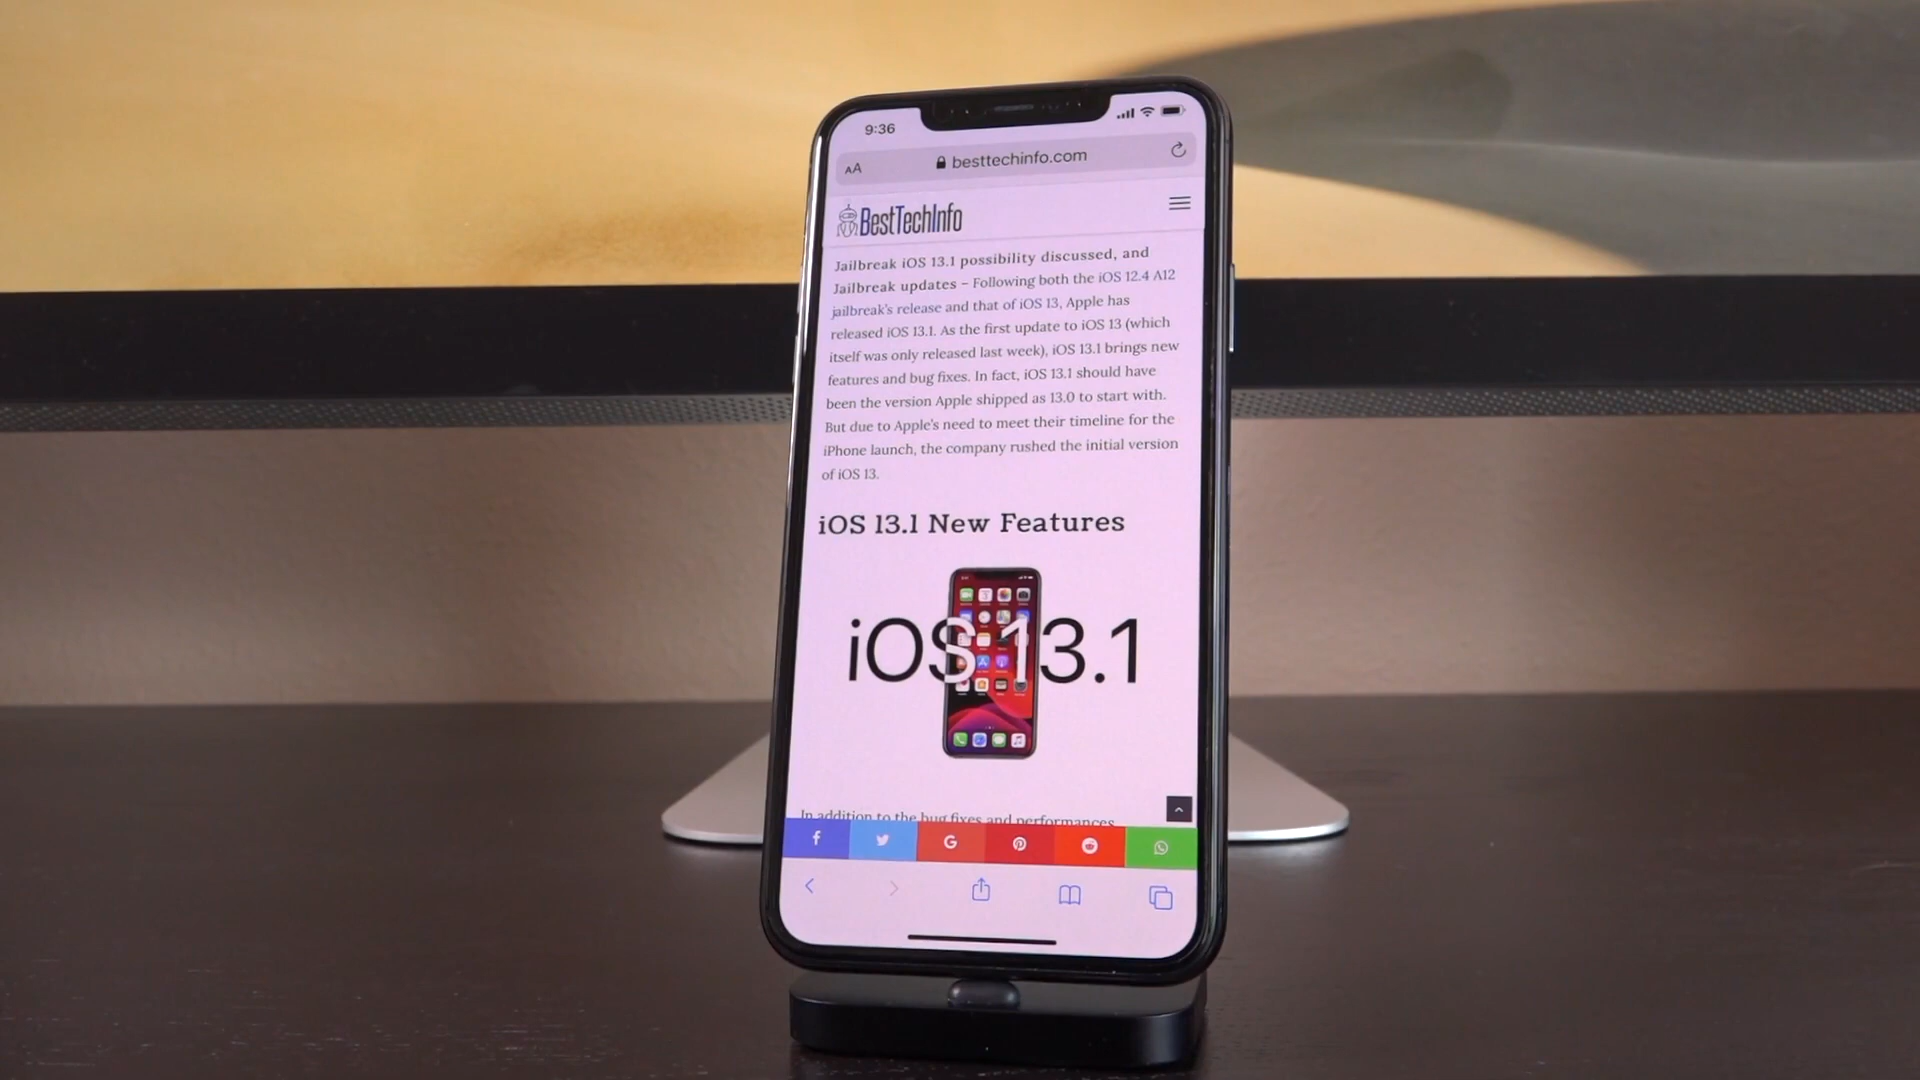 9:36
AA
besttechinfo.com
BestTechInfo
Jailbreak iOS 13.1 possibility discussed, and
Jailbreak updates – Following both the iOS 12.4 A12
jailbreak's release and that of iOS 13, Apple has
released iOS 13.1. As the first update to iOS 13 (which
itself was only released last week), iOS 13.1 brings new
features and bug fixes. In fact, iOS 13.1 should have
been the version Apple shipped as 13.0 to start with.
But due to Apple's need to meet their timeline for the
iPhone launch, the company rushed the initial version
of iOS 13.
iOS 13.1 New Features
iOS 13.1
In addition to the bug fixes and performances